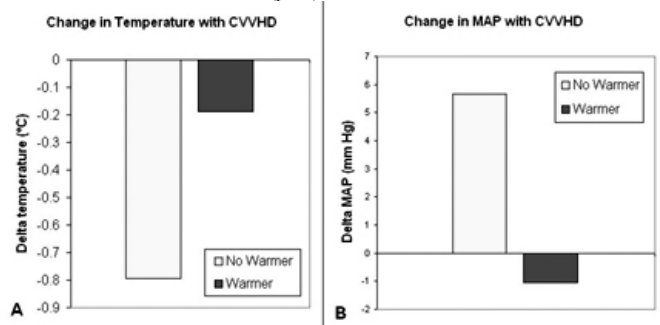 Change in Temperature with CVVHD
0
-0.1
-0.2
-0.3
-0.4
-0.5
-0.6
-0.7
-0.8
-0.9
Delta temperature (°C)
No Warmer
Warmer
A
Change in MAP with CVVHD
7
6
5
4
3
2
1
0
-1
-2
Delta MAP (mm Hg)
No Warmer
Warmer
B